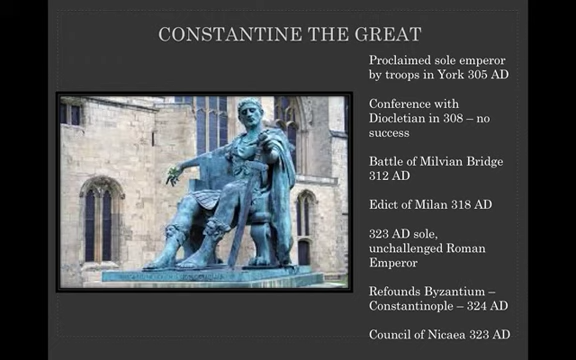 CONSTANTINE THE GREAT
Proclaimed sole emperor
by troops in York 305 AD
Conference with
Diocletian in 308 – no
success
Battle of Milvian Bridge
312 AD
Edict of Milan 318 AD
323 AD sole,
unchallenged Roman
Emperor
Refounds Byzantium –
Constantinople – 324 AD
Council of Nicaea 323 AD